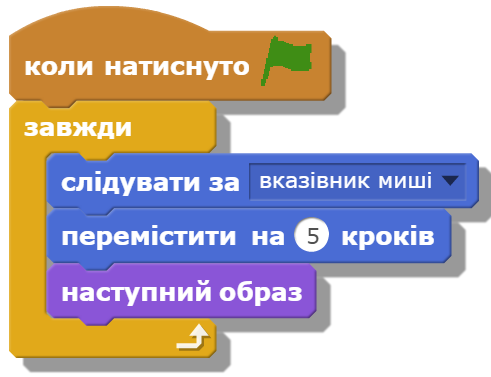 коли натиснуто
завжди
слідувати за вказівник миші
перемістити на 5 кроків
наступний образ